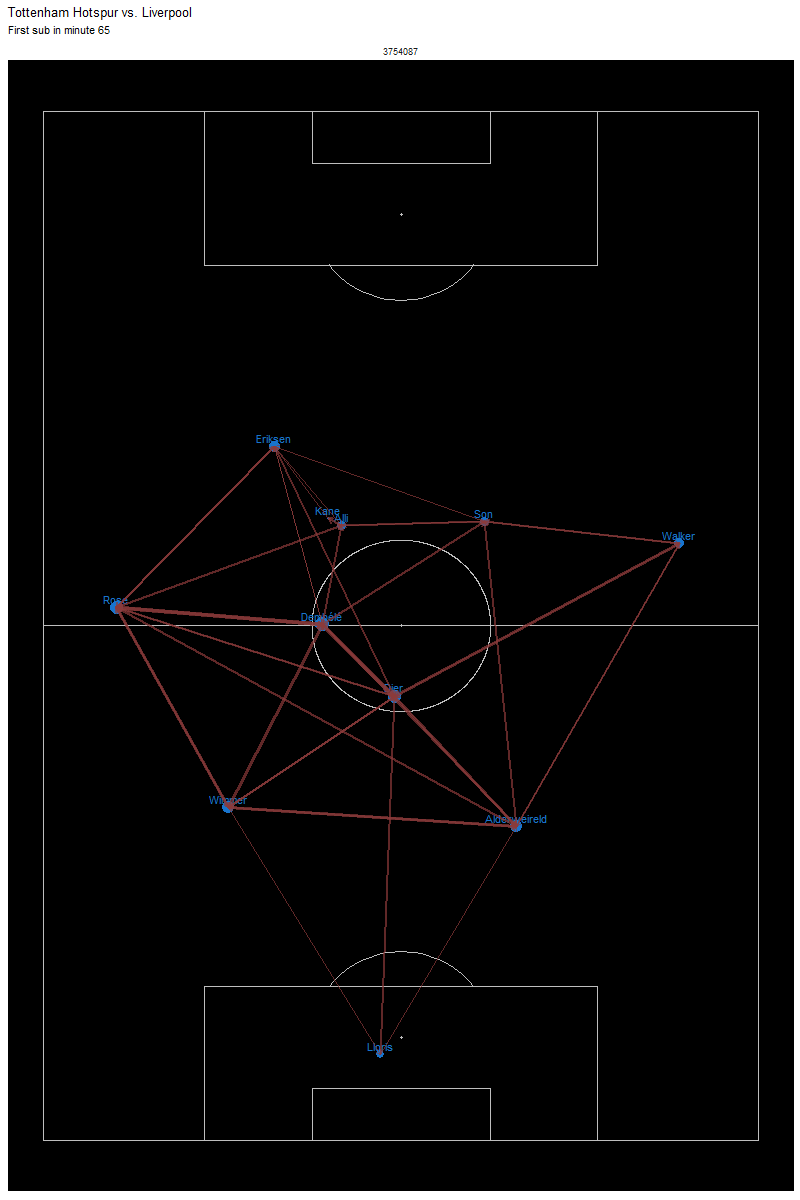 Tottenham Hotspur vs. Liverpool
First sub in minute 65
3754087
Eriksen
Kane
Alli
Son
Walker
Rose
Dembélé
Dier
Wimmer
Alderweireld
Lloris